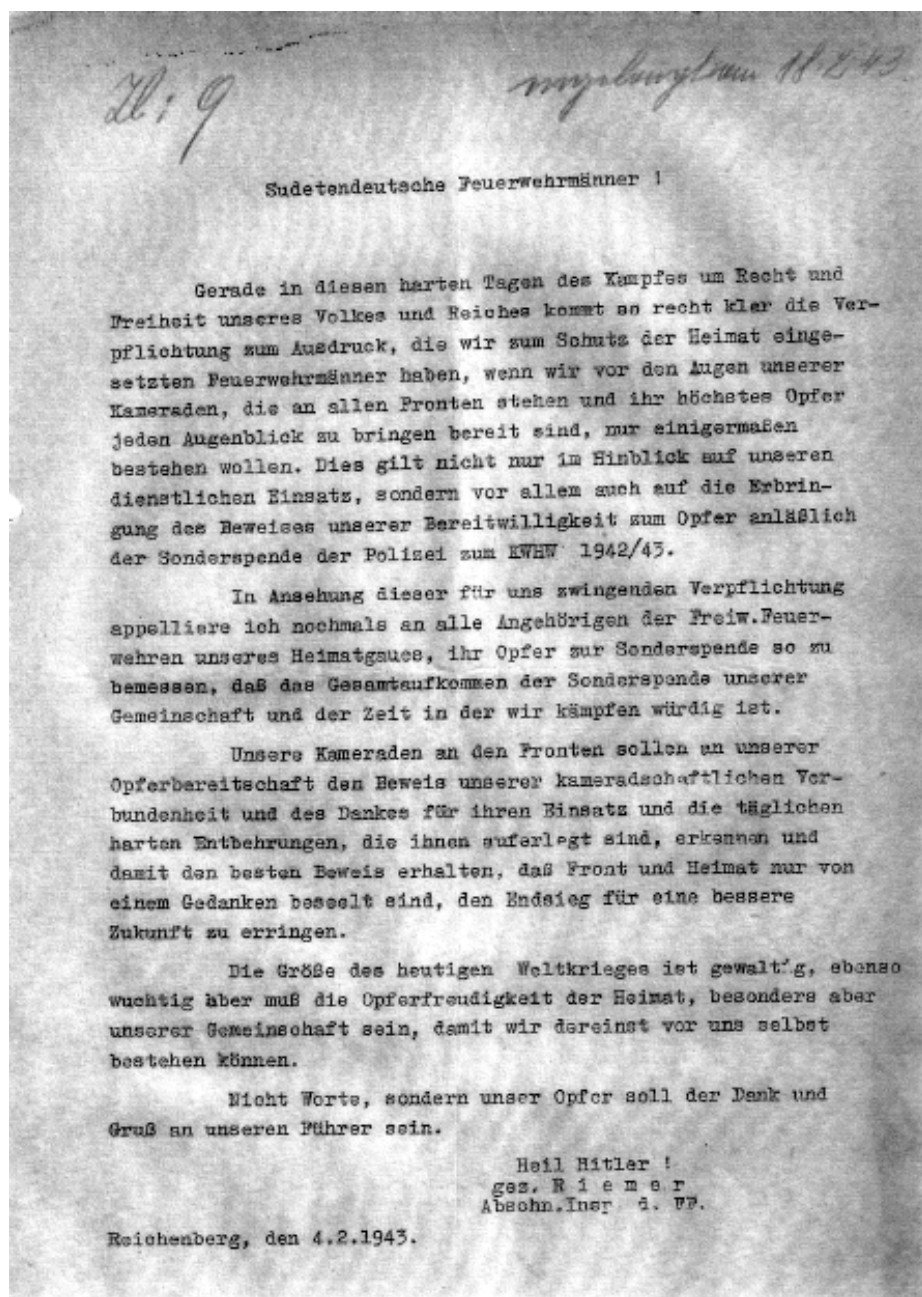 Zl: 9
eingelangt am 18.2.43
Sudetendeutsche Feuerwehrmänner !
Gerade in diesen harten Tagen des Kampfes um Recht und
Freiheit unseres Volkes und Reiches kommt so recht klar die Ver-
pflichtung zum Ausdruck, die wir zum Schutz der Heimat einge-
setzten Feuerwehrmänner haben, wenn wir vor den Augen unserer
Kameraden, die an allen Fronten stehen und ihr höchstes Opfer
jeden Augenblick zu bringen bereit sind, nur einigermaßen
bestehen wollen. Dies gilt nicht nur im Hinblick auf unseren
dienstlichen Einsatz, sondern vor allem auch auf die Erbrin-
gung des Beweises unserer Bereitwilligkeit zum Opfer anläßlich
der Sonderspende der Polizei zum KWHW 1942/43.
In Ansehung dieser für uns zwingenden Verpflichtung
appelliere ich nochmals an alle Angehörigen der Freiw.Feuer-
wehren unseres Heimatgaues, ihr Opfer zur Sonderspende so zu
bemessen, daß das Gesamtaufkommen der Sonderspende unserer
Gemeinschaft und der Zeit in der wir kämpfen würdig ist.
Unsere Kameraden an den Fronten sollen an unserer
Opferbereitschaft den Beweis unserer kameradschaftlichen Ver-
bundenheit und des Dankes für ihren Einsatz und die täglichen
harten Entbehrungen, die ihnen auferlegt sind, erkennen und
damit den besten Beweis erhalten, daß Front und Heimat nur von
einem Gedanken beseelt sind, den Endsieg für eine bessere
Zukunft zu erringen.
Die Größe des heutigen Weltkrieges ist gewaltig, ebenso
wuchtig aber muß die Opferfreudigkeit der Heimat, besonders aber
unserer Gemeinschaft sein, damit wir dereinst vor uns selbst
bestehen können.
Nicht Worte, sondern unser Opfer soll der Dank und
Gruß an unseren Führer sein.
Heil Hitler !
gez. R i e m e r
Abschn.Insp d. FF.
Reichenberg, den 4.2.1943.